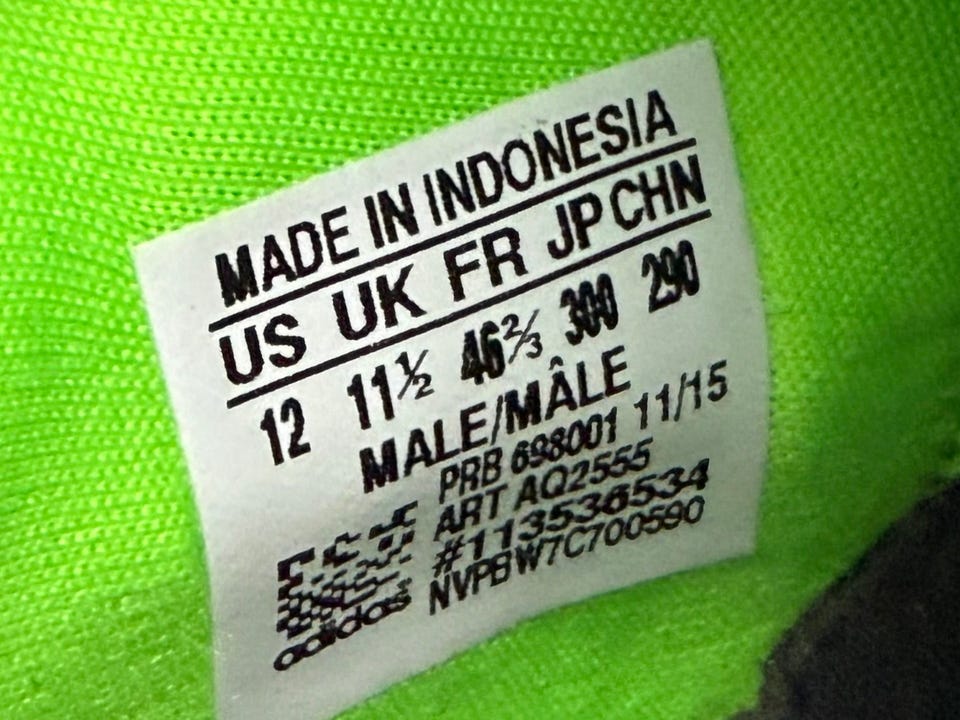 MADE IN INDONESIA
US UK FR JP CHN
12 11½ 46⅔ 300 290
MALE/MÂLE
PRB 698001 11/15
ART AQ2555
#113536534
NVPBW7C700590
adidas